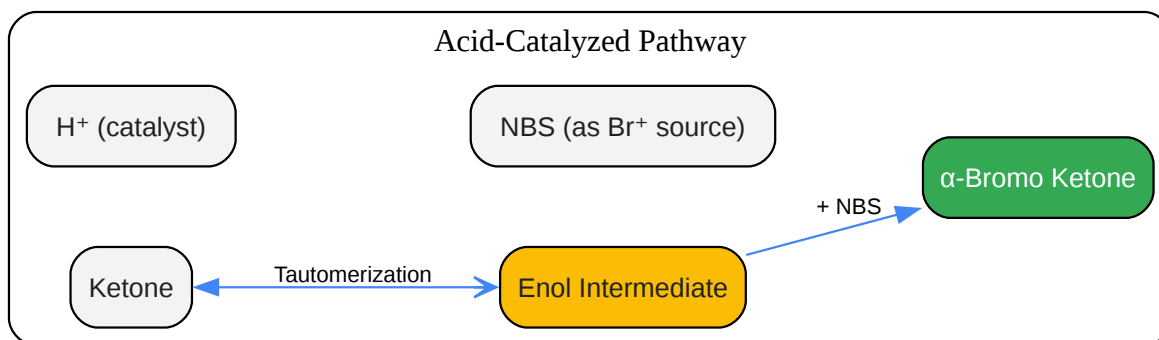 Acid-Catalyzed Pathway
H⁺ (catalyst)
NBS (as Br⁺ source)
α-Bromo Ketone
+ NBS
Ketone
Tautomerization
Enol Intermediate